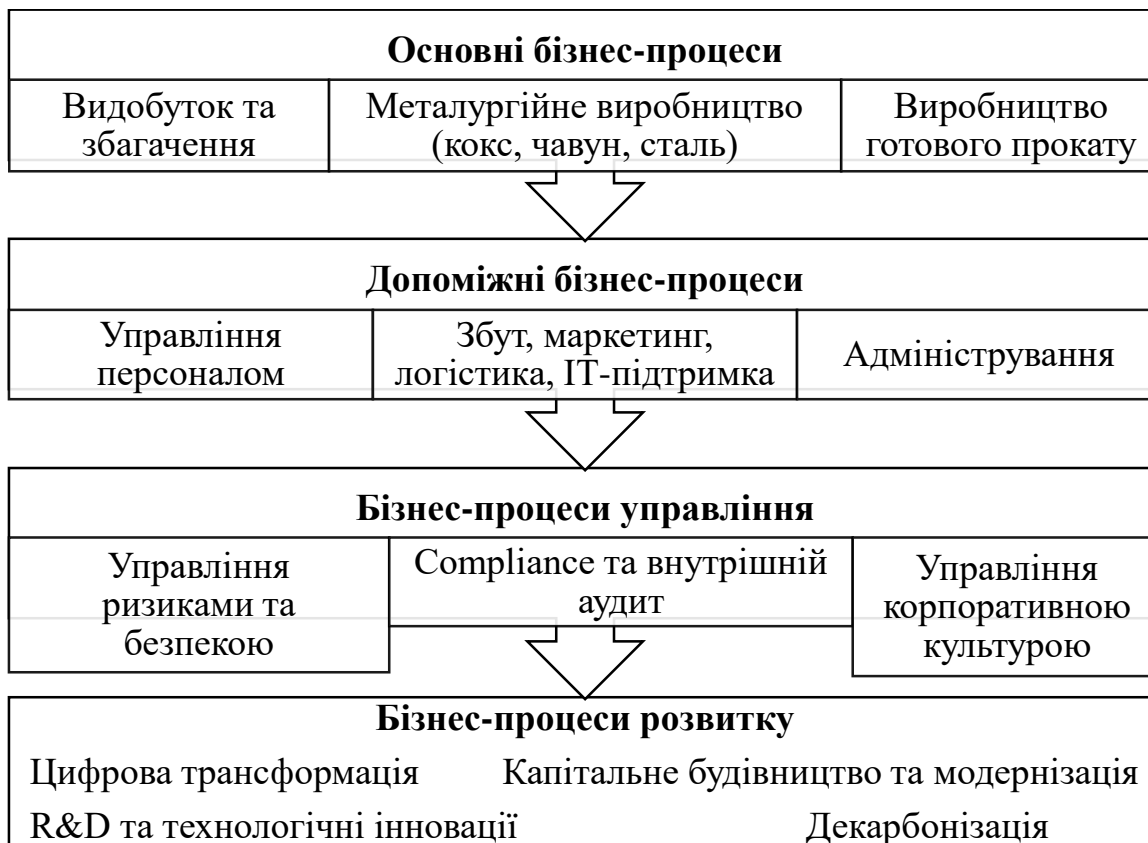 Основні бізнес-процеси
Видобуток та
збагачення
Металургійне виробництво
(кокс, чавун, сталь)
Виробництво
готового прокату
Допоміжні бізнес-процеси
Управління
персоналом
Збут, маркетинг,
логістика, ІТ-підтримка
Адміністрування
Бізнес-процеси управління
Управління
ризиками та
безпекою
Compliance та внутрішній
аудит
Управління
корпоративною
культурою
Бізнес-процеси розвитку
Цифрова трансформація Капітальне будівництво та модернізація
R&D та технологічні інновації Декарбонізація